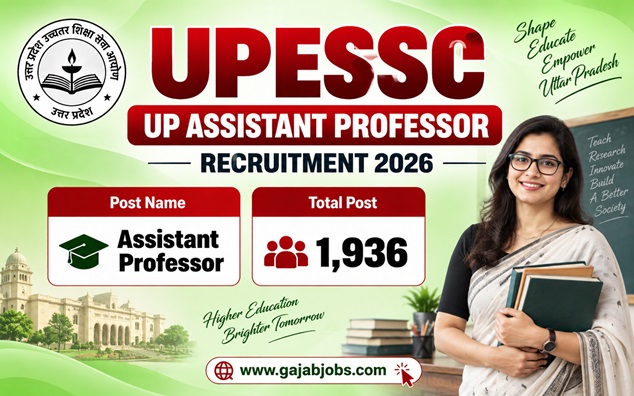 उत्तर प्रदेश उच्चतर शिक्षा सेवा आयोग
उत्तर प्रदेश
UPESSC
UP ASSISTANT PROFESSOR
RECRUITMENT 2026
Shape
Educate
Empower
Uttar Pradesh
Teach
Research
Innovate
Build
A Better
Society
Post Name
Assistant
Professor
Total Post
1,936
Higher Education
Brighter Tomorrow
www.gajabjobs.com